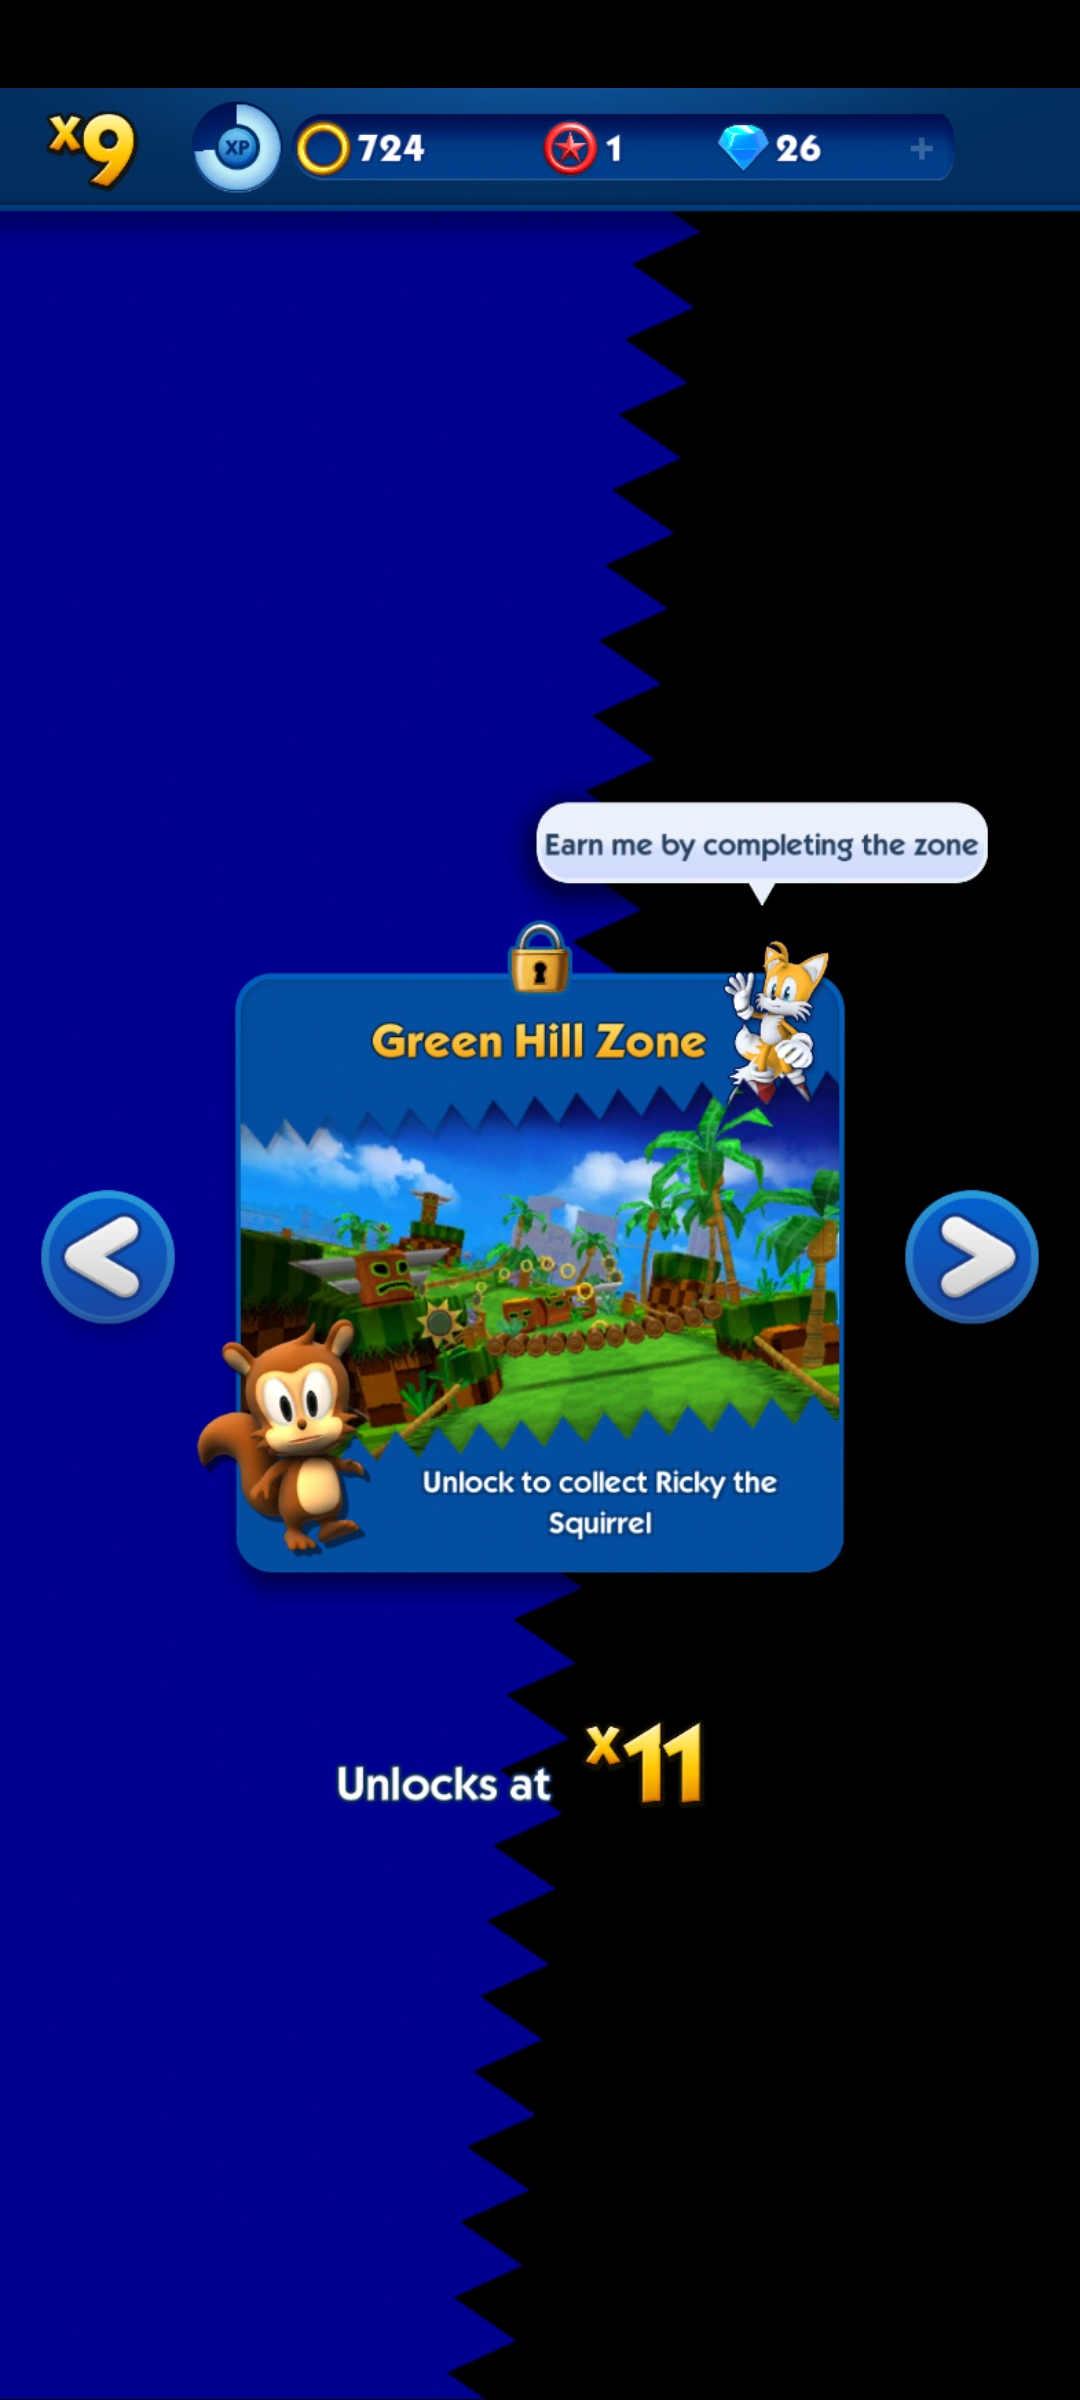 x9
XP
724
1
26
+
Earn me by completing the zone
Green Hill Zone
Unlock to collect Ricky the
Squirrel
Unlocks at x11